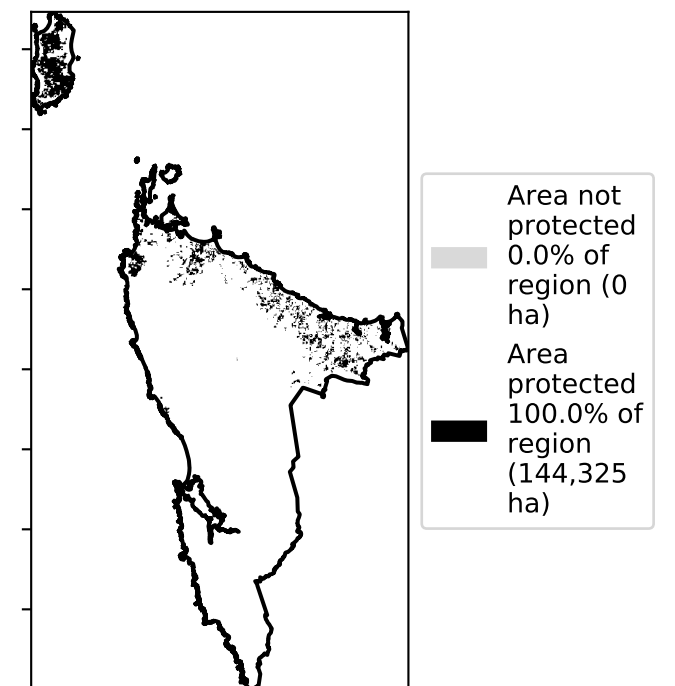 Area not
protected
0.0% of
region (0
ha)
Area
protected
100.0% of
region
(144,325
ha)